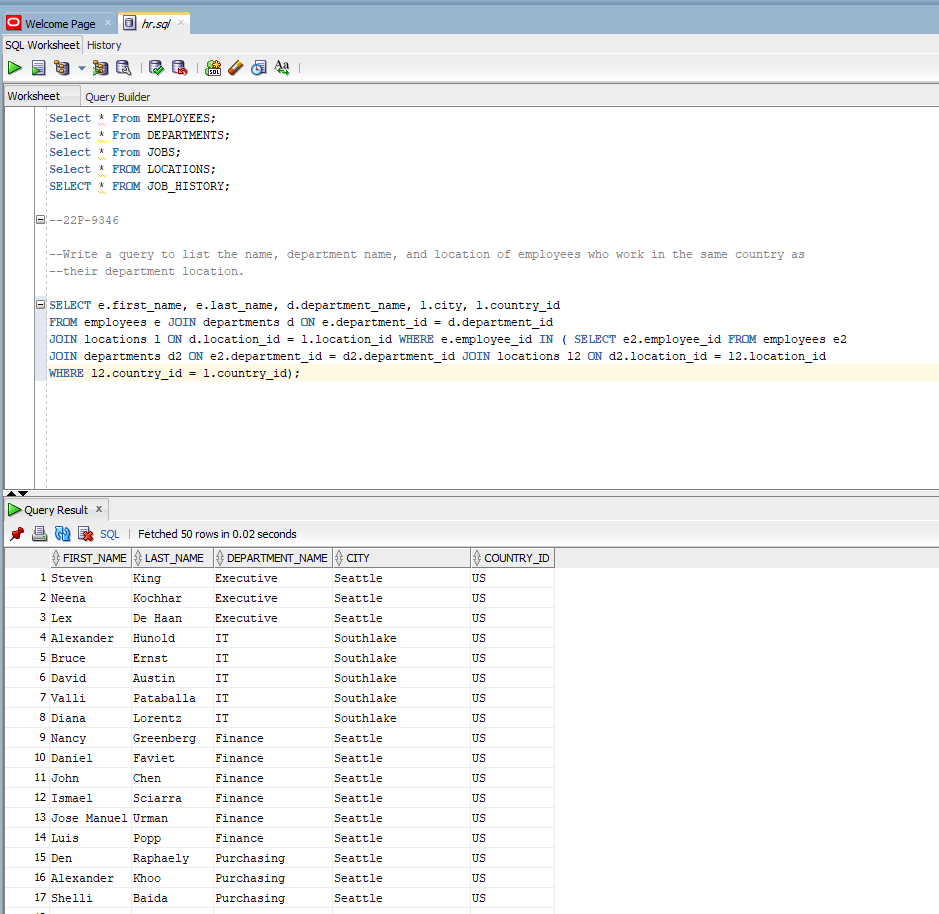 Welcome Page
hr.sql
SQL Worksheet History
Worksheet Query Builder
Select * From EMPLOYEES;
Select * From DEPARTMENTS;
Select * From JOBS;
Select * FROM LOCATIONS;
SELECT * FROM JOB_HISTORY;
--22P-9346
--Write a query to list the name, department name, and location of employees who work in the same country as
--their department location.
SELECT e.first_name, e.last_name, d.department_name, l.city, l.country_id
FROM employees e JOIN departments d ON e.department_id = d.department_id
JOIN locations l ON d.location_id = l.location_id WHERE e.employee_id IN ( SELECT e2.employee_id FROM employees e2
JOIN departments d2 ON e2.department_id = d2.department_id JOIN locations l2 ON d2.location_id = l2.location_id
WHERE l2.country_id = l.country_id);
Query Result x
SQL | Fetched 50 rows in 0.02 seconds
FIRST_NAME LAST_NAME DEPARTMENT_NAME CITY COUNTRY_ID
1 Steven King Executive Seattle US
2 Neena Kochhar Executive Seattle US
3 Lex De Haan Executive Seattle US
4 Alexander Hunold IT Southlake US
5 Bruce Ernst IT Southlake US
6 David Austin IT Southlake US
7 Valli Pataballa IT Southlake US
8 Diana Lorentz IT Southlake US
9 Nancy Greenberg Finance Seattle US
10 Daniel Faviet Finance Seattle US
11 John Chen Finance Seattle US
12 Ismael Sciarra Finance Seattle US
13 Jose Manuel Urman Finance Seattle US
14 Luis Popp Finance Seattle US
15 Den Raphaely Purchasing Seattle US
16 Alexander Khoo Purchasing Seattle US
17 Shelli Baida Purchasing Seattle US